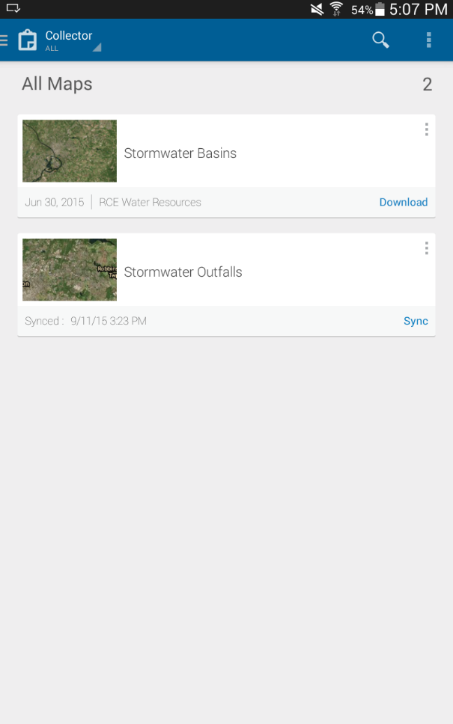 54% 5:07 PM
Collector
ALL
All Maps 2
Stormwater Basins
Jun 30, 2015 | RCE Water Resources Download
Stormwater Outfalls
Synced : 9/11/15 3:23 PM Sync